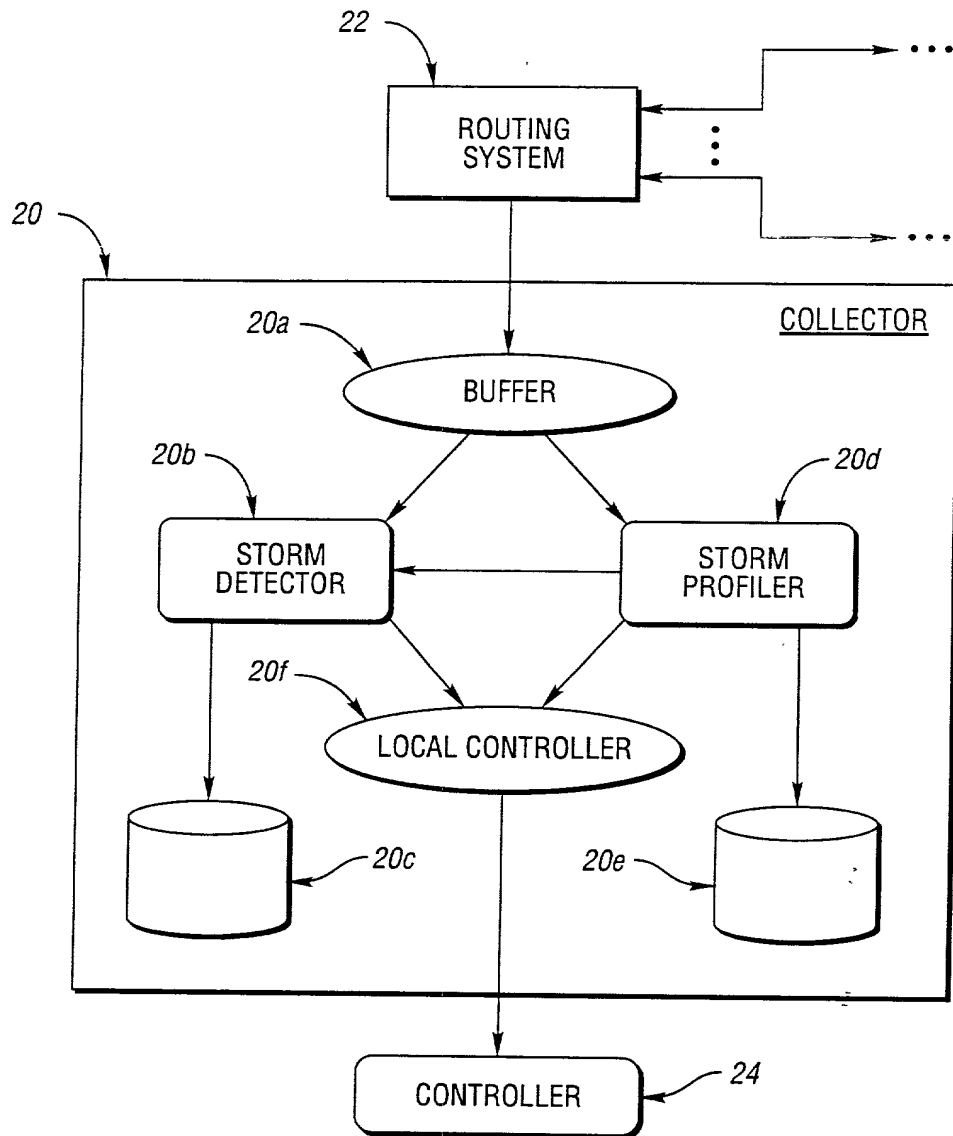 22
ROUTING
SYSTEM
20
COLLECTOR
20a
BUFFER
20b
20d
STORM
DETECTOR
STORM
PROFILER
20f
LOCAL CONTROLLER
20c
20e
CONTROLLER
24